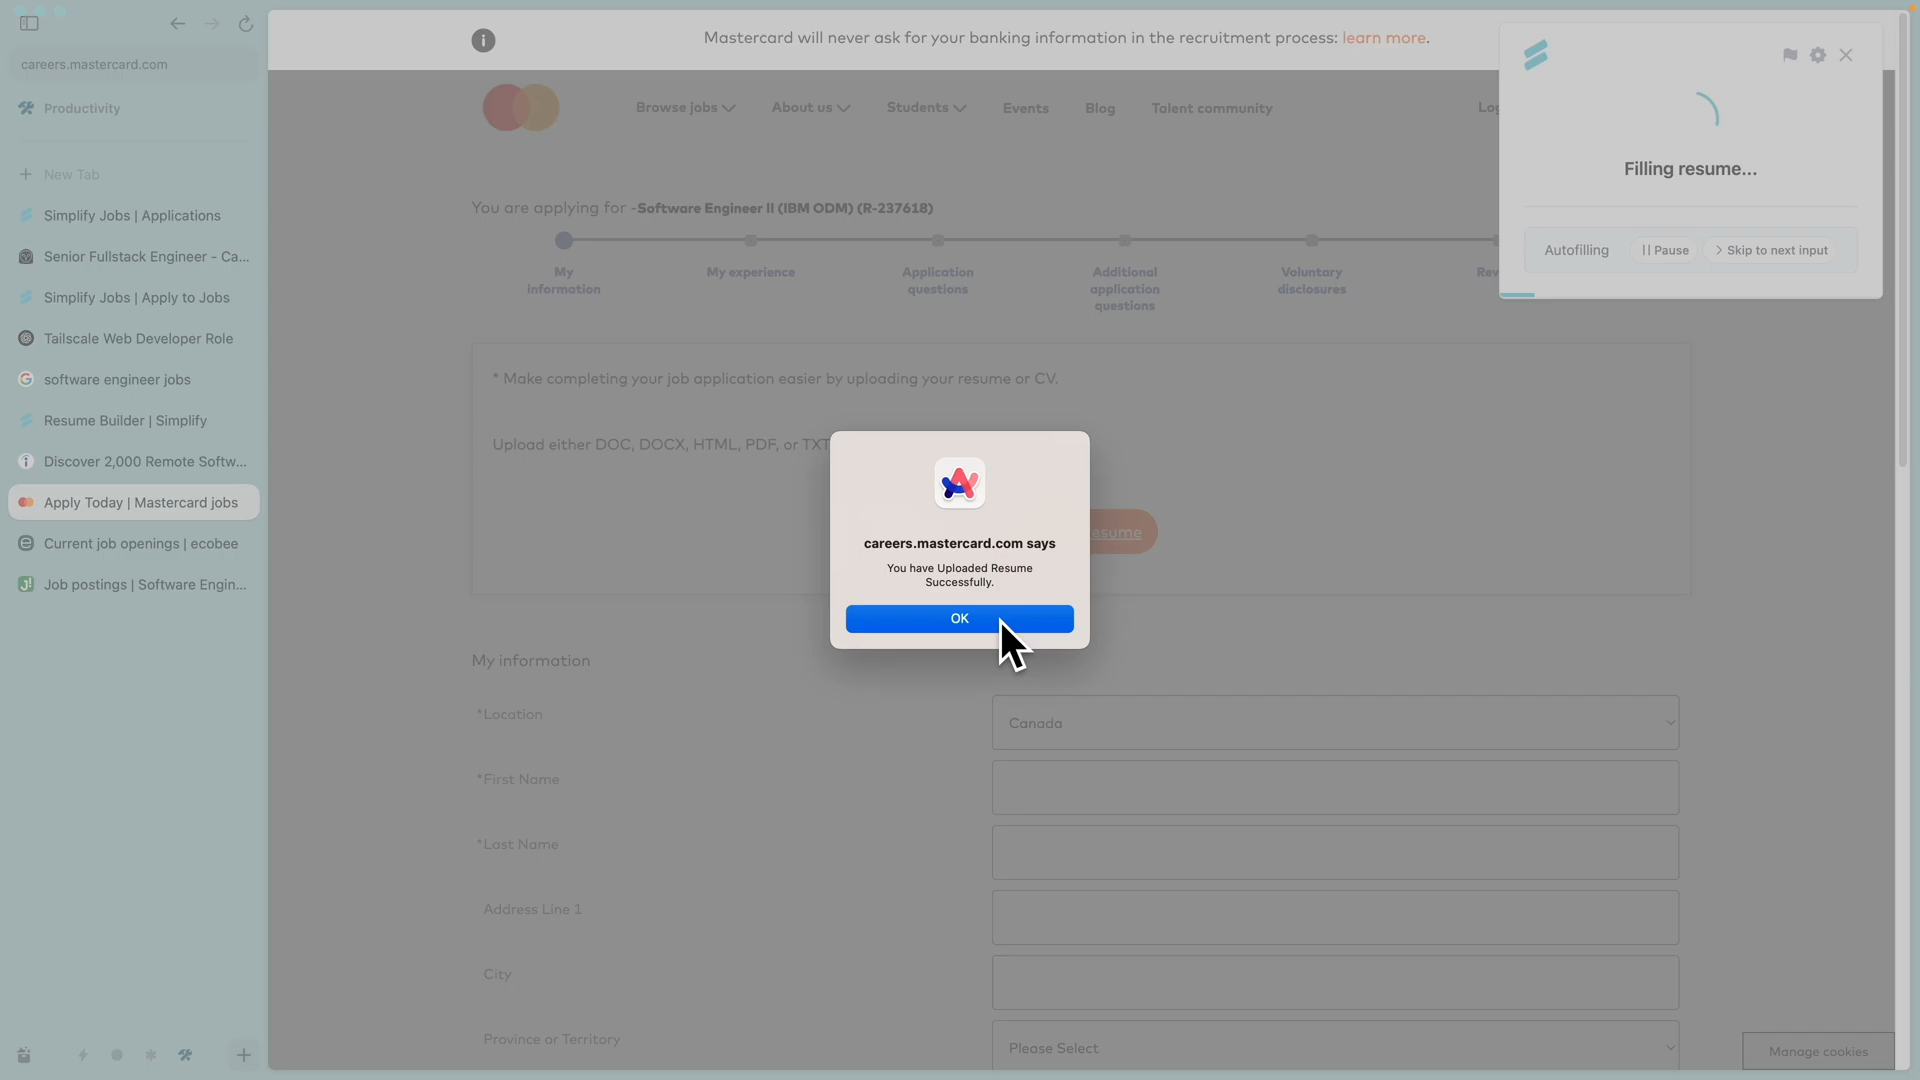 careers.mastercard.com
Productivity
New Tab
Simplify Jobs | Applications
Senior Fullstack Engineer - Ca...
Simplify Jobs | Apply to Jobs
Tailscale Web Developer Role
software engineer jobs
Resume Builder | Simplify
Discover 2,000 Remote Softw...
Apply Today | Mastercard jobs
Current job openings | ecobee
Job postings | Software Engin...
Mastercard will never ask for your banking information in the recruitment process: learn more.
Browse jobs
About us
Students
Events
Blog
Talent community
You are applying for -Software Engineer II (IBM ODM) (R-237618)
My
information
My experience
Application
questions
Additional
application
questions
Voluntary
disclosures
Filling resume...
Autofilling
Pause
Skip to next input
* Make completing your job application easier by uploading your resume or CV.
Upload either DOC, DOCX, HTML, PDF, or TXT
careers.mastercard.com says
You have Uploaded Resume
Successfully.
OK
My information
*Location
Canada
*First Name
*Last Name
Address Line 1
City
Province or Territory
Please Select
Manage cookies